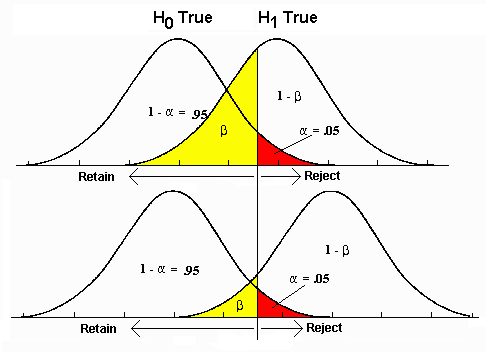 H0 True H1 True
1 - α = .95
1 - β
β
α = .05
Retain Reject
1 - α = .95
1 - β
α = .05
β
Retain Reject